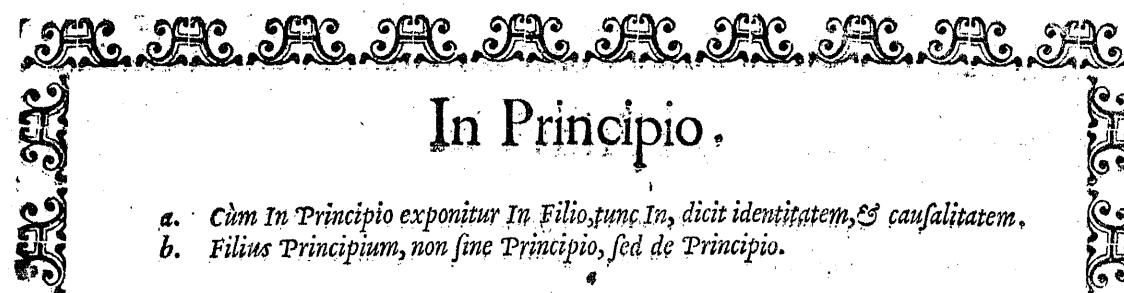 In Principio.
a. Cùm In Principio exponitur In Filio, tunc In, dicit identitatem, & cauſalitatem.
b. Filius Principium, non ſine Principio, ſed de Principio.
a